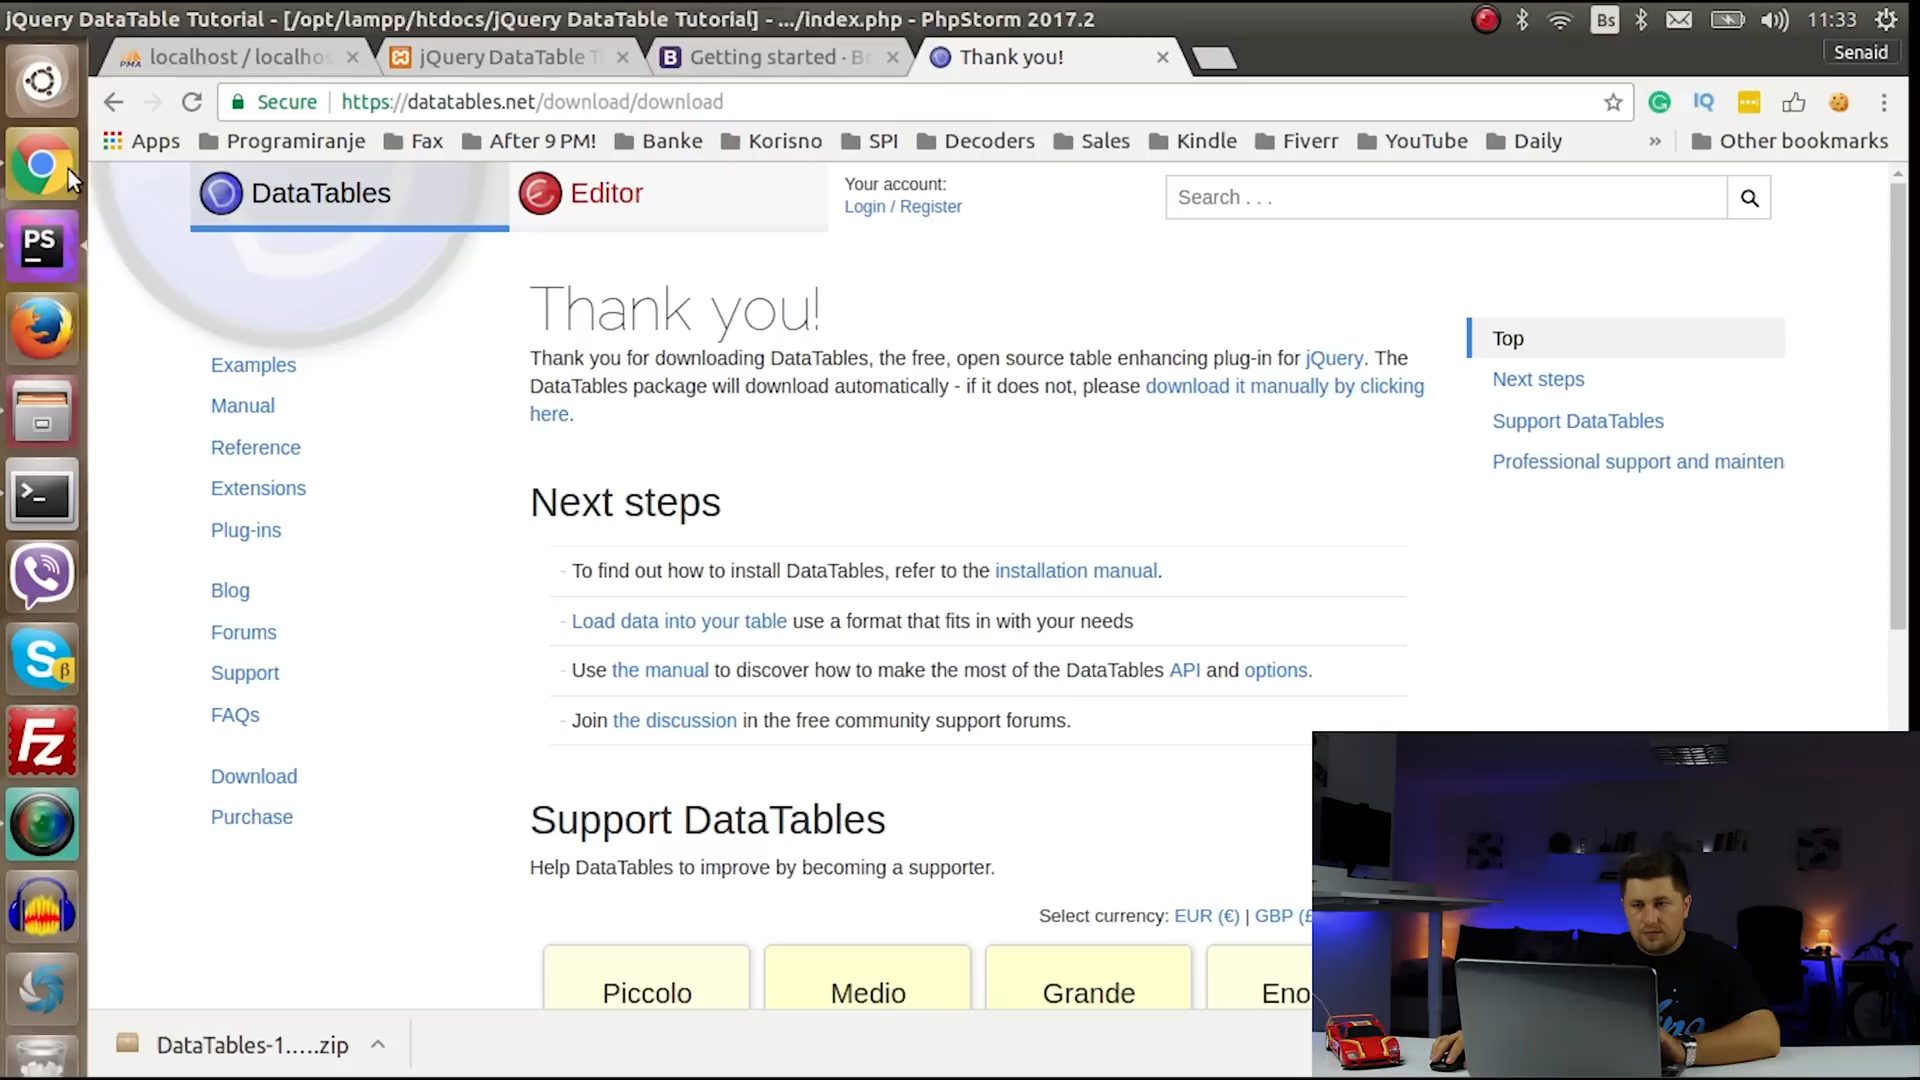 jQuery DataTable Tutorial - [/opt/lampp/htdocs/jQuery DataTable Tutorial] - .../index.php - PhpStorm 2017.2
Bs
11:33
localhost / localhos
jQuery DataTable T
Getting started · Bo
Thank you!
Senaid
Secure
https://datatables.net/download/download
IQ
Apps
Programiranje
Fax
After 9 PM!
Banke
Korisno
SPI
Decoders
Sales
Kindle
Fiverr
YouTube
Daily
»
Other bookmarks
DataTables
Editor
Your account:
Login / Register
Search . . .
PS
Thank you!
Thank you for downloading DataTables, the free, open source table enhancing plug-in for jQuery. The
DataTables package will download automatically - if it does not, please download it manually by clicking
here.
Top
Next steps
Support DataTables
Professional support and mainten
Examples
Manual
Reference
Extensions
Plug-ins
Blog
Forums
Support
FAQs
Download
Purchase
Next steps
- To find out how to install DataTables, refer to the installation manual.
- Load data into your table use a format that fits in with your needs
- Use the manual to discover how to make the most of the DataTables API and options.
- Join the discussion in the free community support forums.
Support DataTables
Help DataTables to improve by becoming a supporter.
Select currency: EUR (€) | GBP (£
Piccolo
Medio
Grande
Eno
DataTables-1.....zip